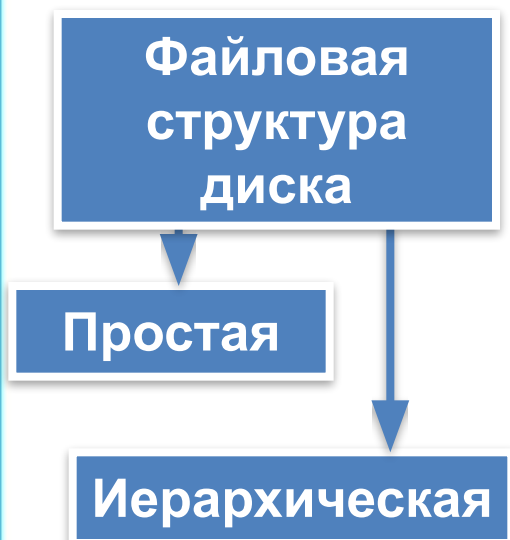 Файловая
структура
диска
Простая
Иерархическая